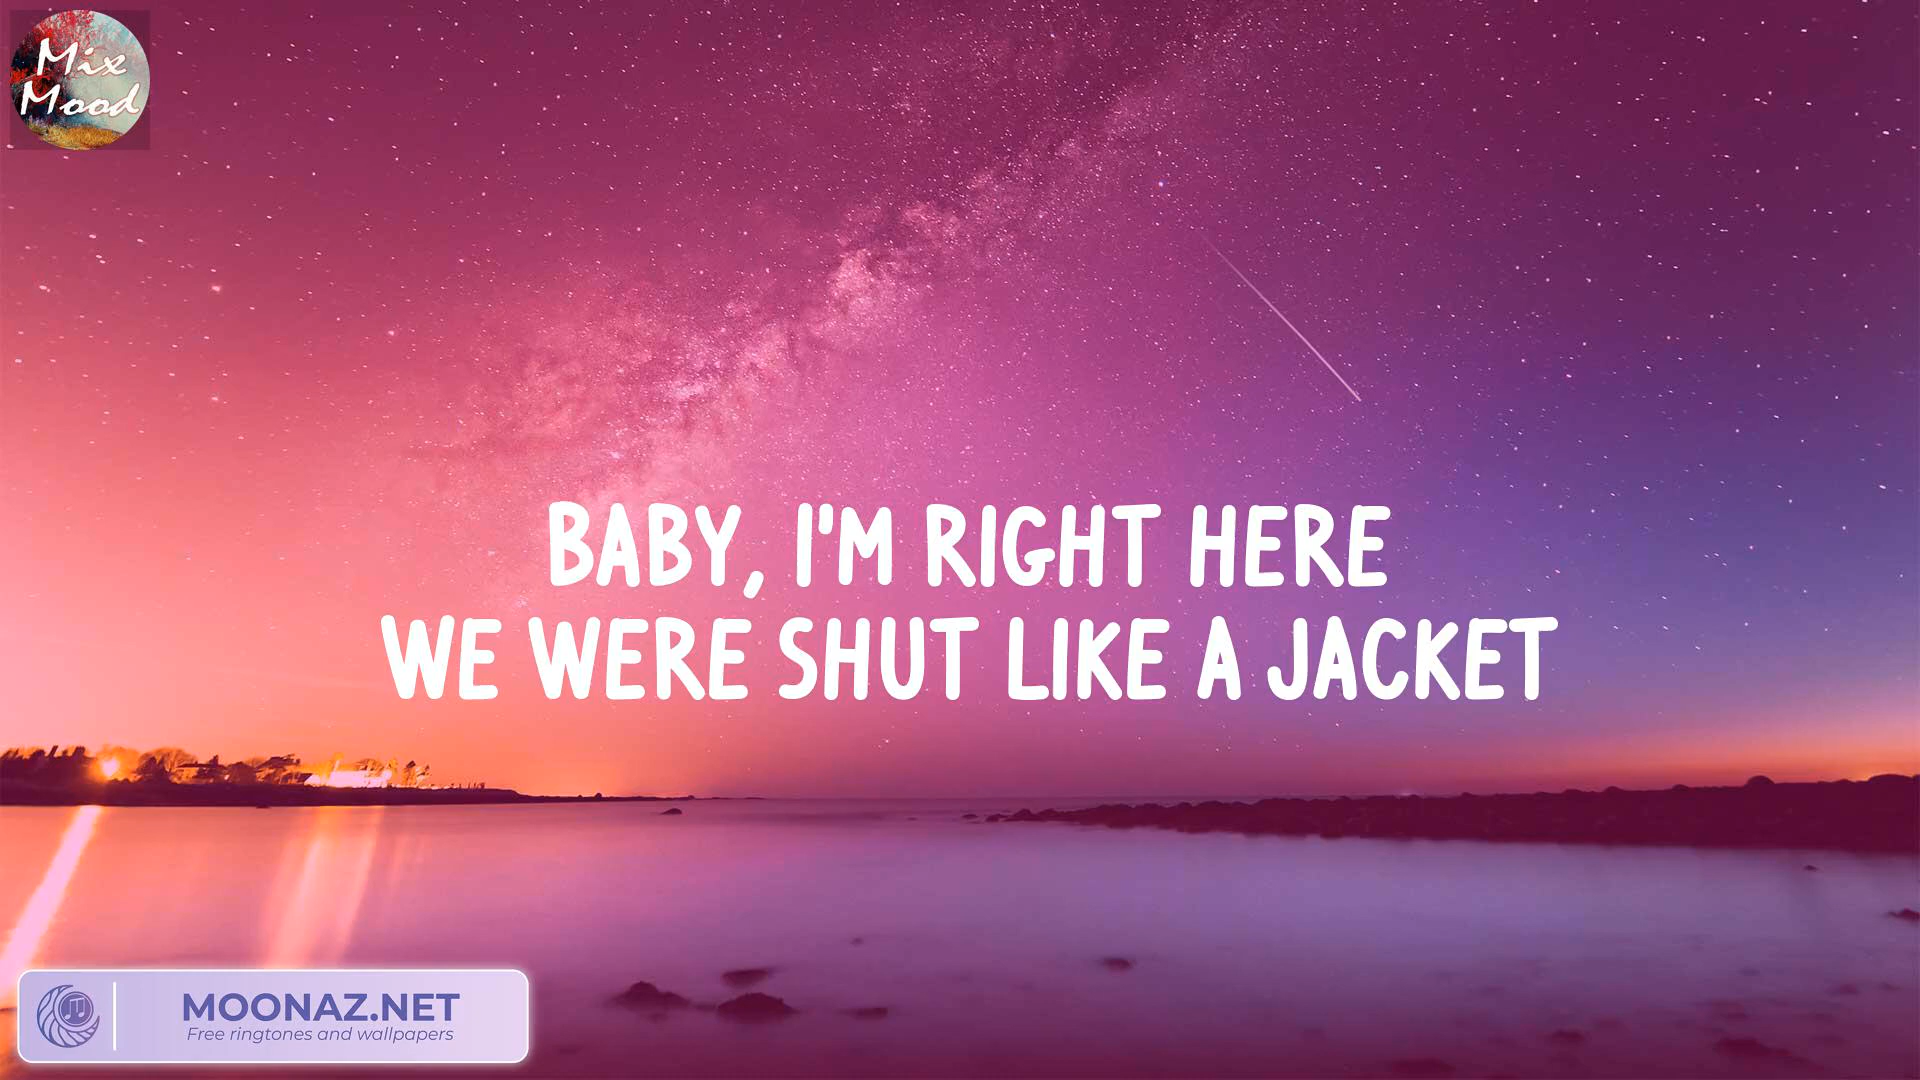 Mix
Mood
BABY, I'M RIGHT HERE
WE WERE SHUT LIKE A JACKET
MOONAZ.NET
Free ringtones and wallpapers